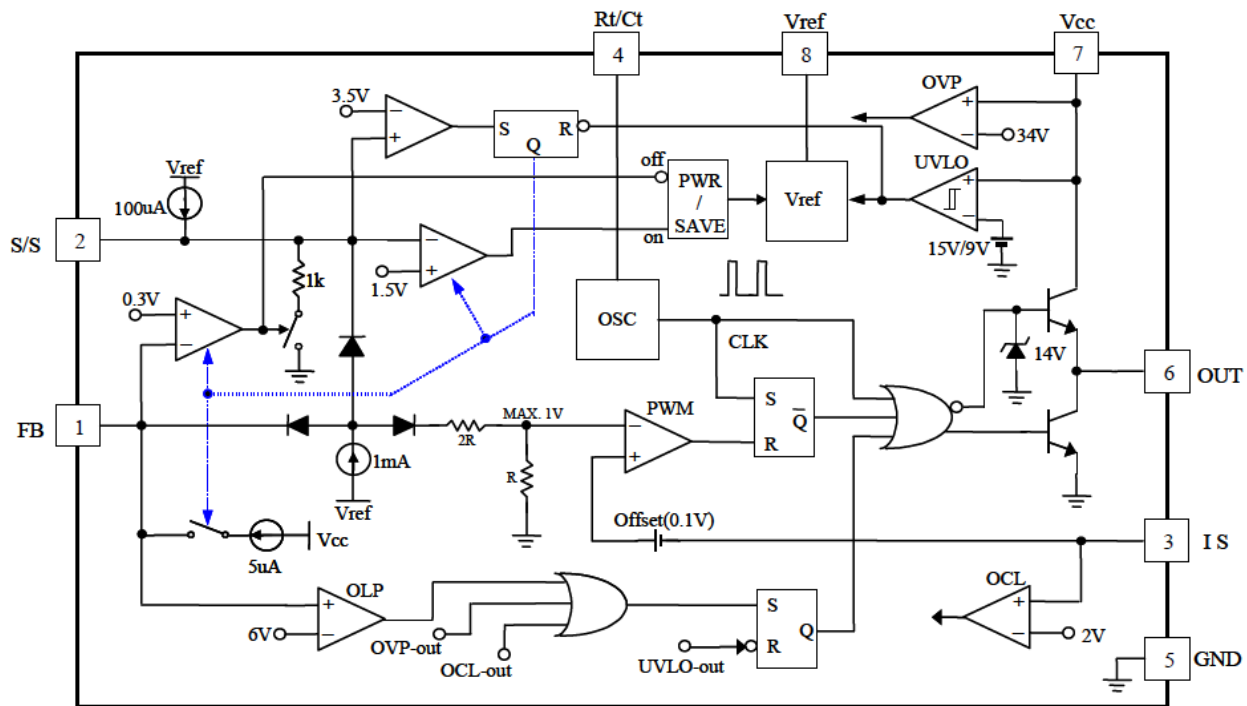 Rt/Ct
Vref
Vcc
4
8
7
OVP
3.5V
+
−
S
R
Q
+
−
34V
off
UVLO
Vref
PWR
/
SAVE
Vref
+
−
100uA
S/S
2
on
15V/9V
−
+
1k
1.5V
0.3V
+
−
OSC
CLK
14V
6
OUT
FB
1
MAX. 1V
PWM
S
Q
R
2R
−
+
1mA
R
Vref
Offset(0.1V)
Vcc
3
I S
5uA
OLP
OCL
+
−
S
Q
R
+
−
6V
OVP-out
2V
OCL-out
UVLO-out
5
GND